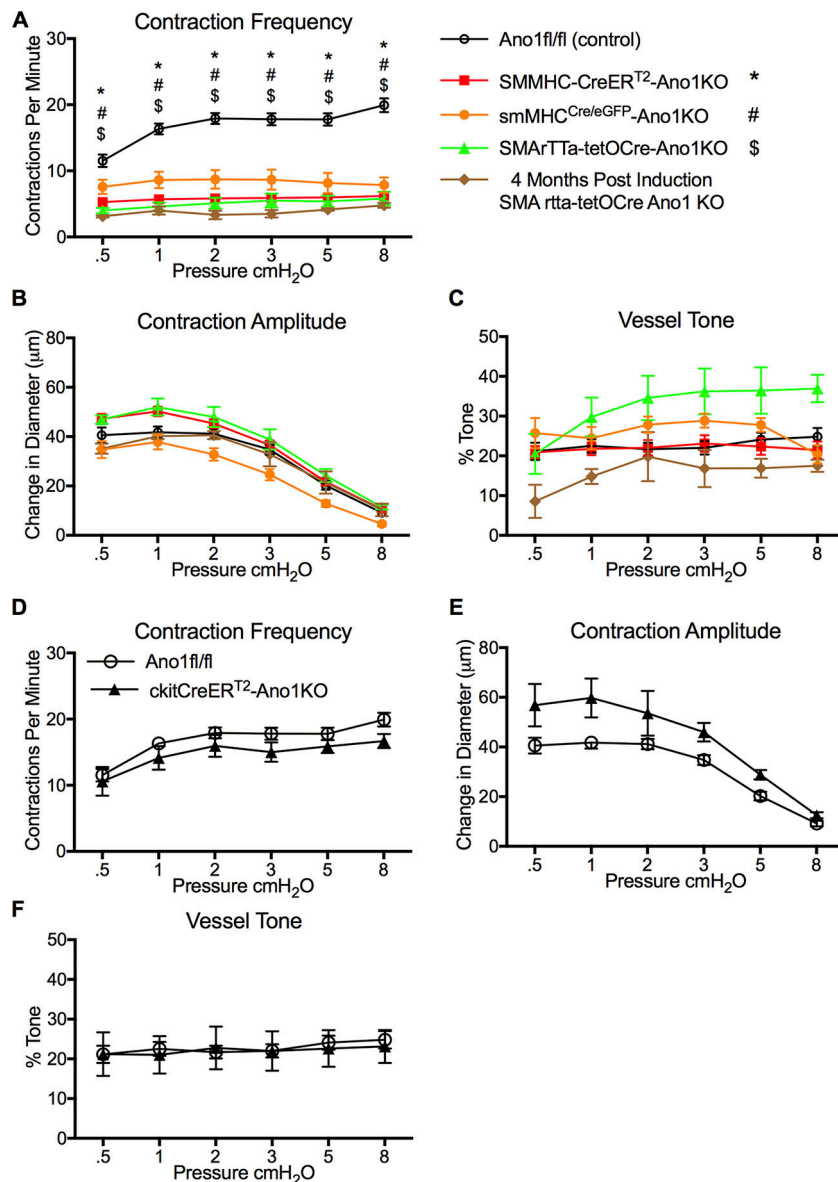 A
Contraction Frequency
Contractions Per Minute
30
20
10
0
* * * * * *
# # # # # #
$ $ $ $ $ $
.5 1 2 3 5 8
Pressure cmH2O
Ano1fl/fl (control)
SMMHC-CreERT2-Ano1KO *
smMHCCre/eGFP-Ano1KO #
SMArTTa-tetOCre-Ano1KO $
4 Months Post Induction
SMA rtta-tetOCre Ano1 KO
B
Contraction Amplitude
Change in Diameter (μm)
80
60
40
20
0
.5 1 2 3 5 8
Pressure cmH2O
C
Vessel Tone
% Tone
50
40
30
20
10
0
.5 1 2 3 5 8
Pressure cmH2O
D
Contraction Frequency
Contractions Per Minute
30
20
10
0
Ano1fl/fl
ckitCreERT2-Ano1KO
.5 1 2 3 5 8
Pressure cmH2O
E
Contraction Amplitude
Change in Diameter (μm)
80
60
40
20
0
.5 1 2 3 5 8
Pressure cmH2O
F
Vessel Tone
% Tone
50
40
30
20
10
0
.5 1 2 3 5 8
Pressure cmH2O